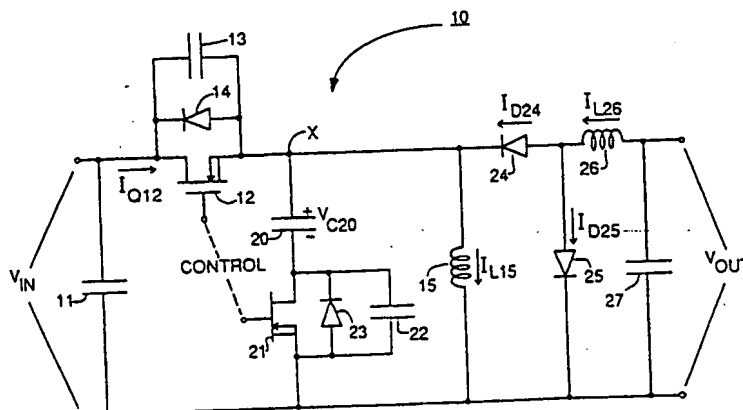 10
13
14
X
I_D24
I_L26
24
26
I_Q12
12
+
V_C20
-
20
I_D25
CONTROL
15
I_L15
25
V_IN
11
V_OUT
27
21
23
22